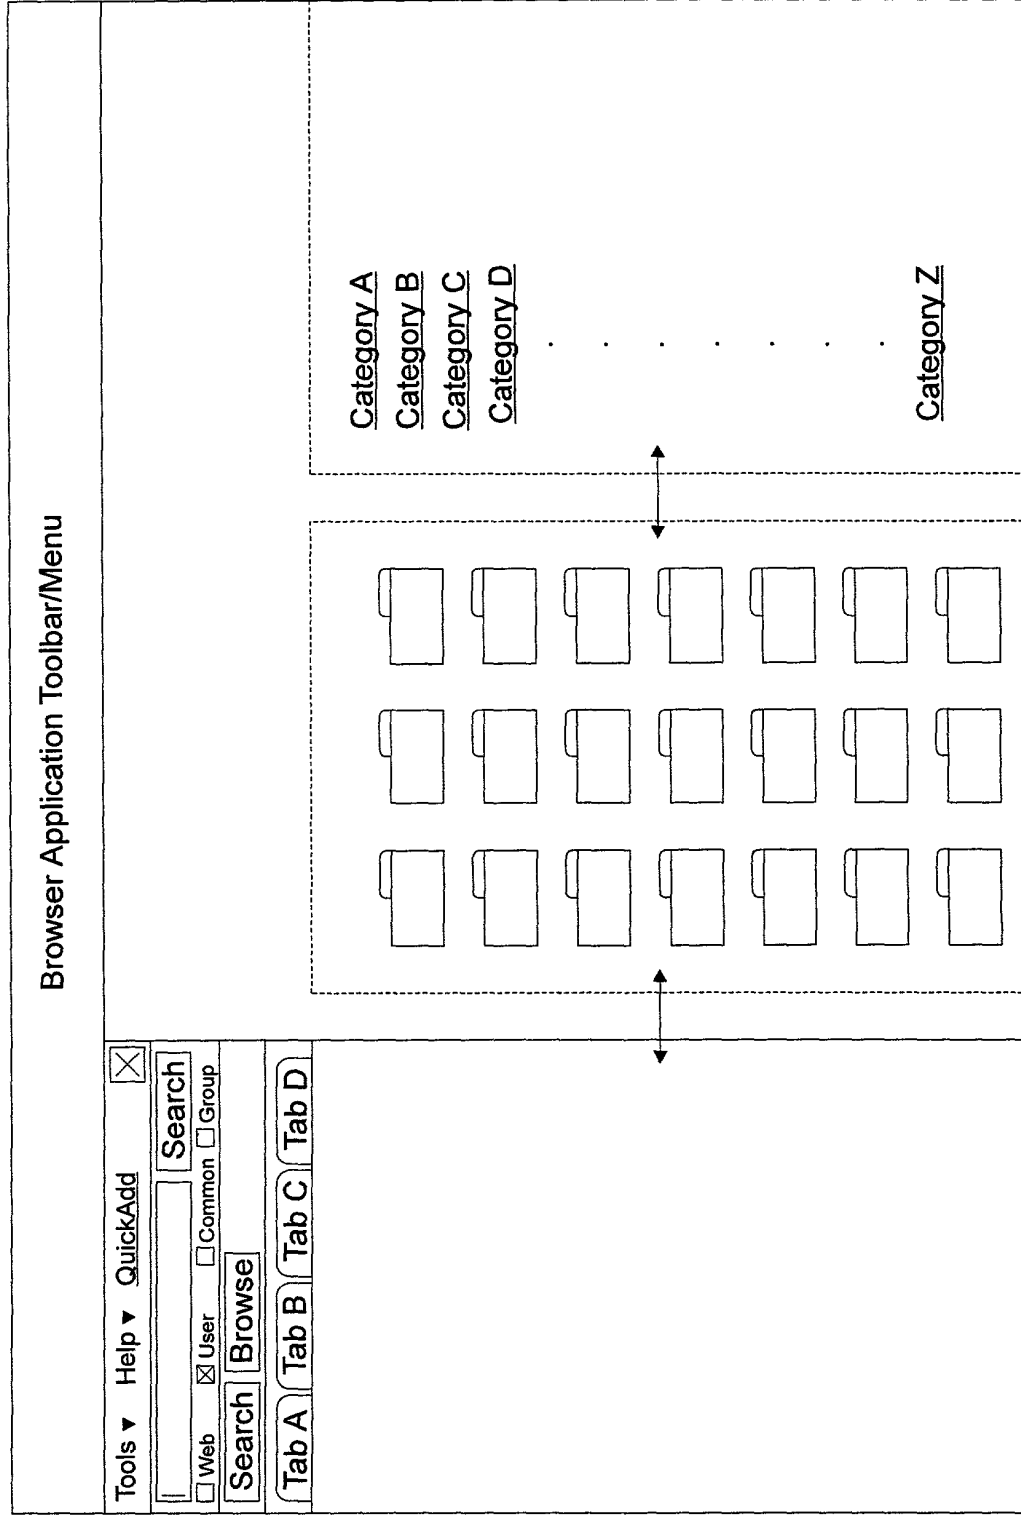 Browser Application Toolbar/Menu
Tools ▼ Help ▼ QuickAdd
Search
Web User Common Group
Search Browse
Tab A Tab B Tab C Tab D
Category A
Category B
Category C
Category D
Category Z